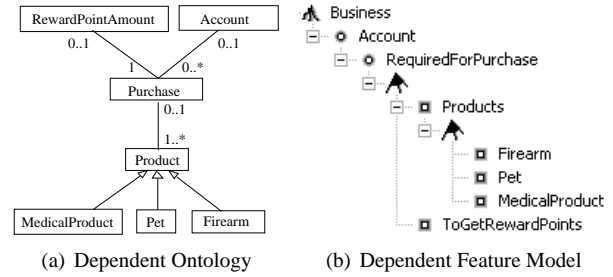 RewardPointAmount
Account
0..1
0..1
1
0..*
Purchase
0..1
1..*
Product
MedicalProduct
Pet
Firearm
(a) Dependent Ontology
Business
Account
RequiredForPurchase
Products
Firearm
Pet
MedicalProduct
ToGetRewardPoints
(b) Dependent Feature Model